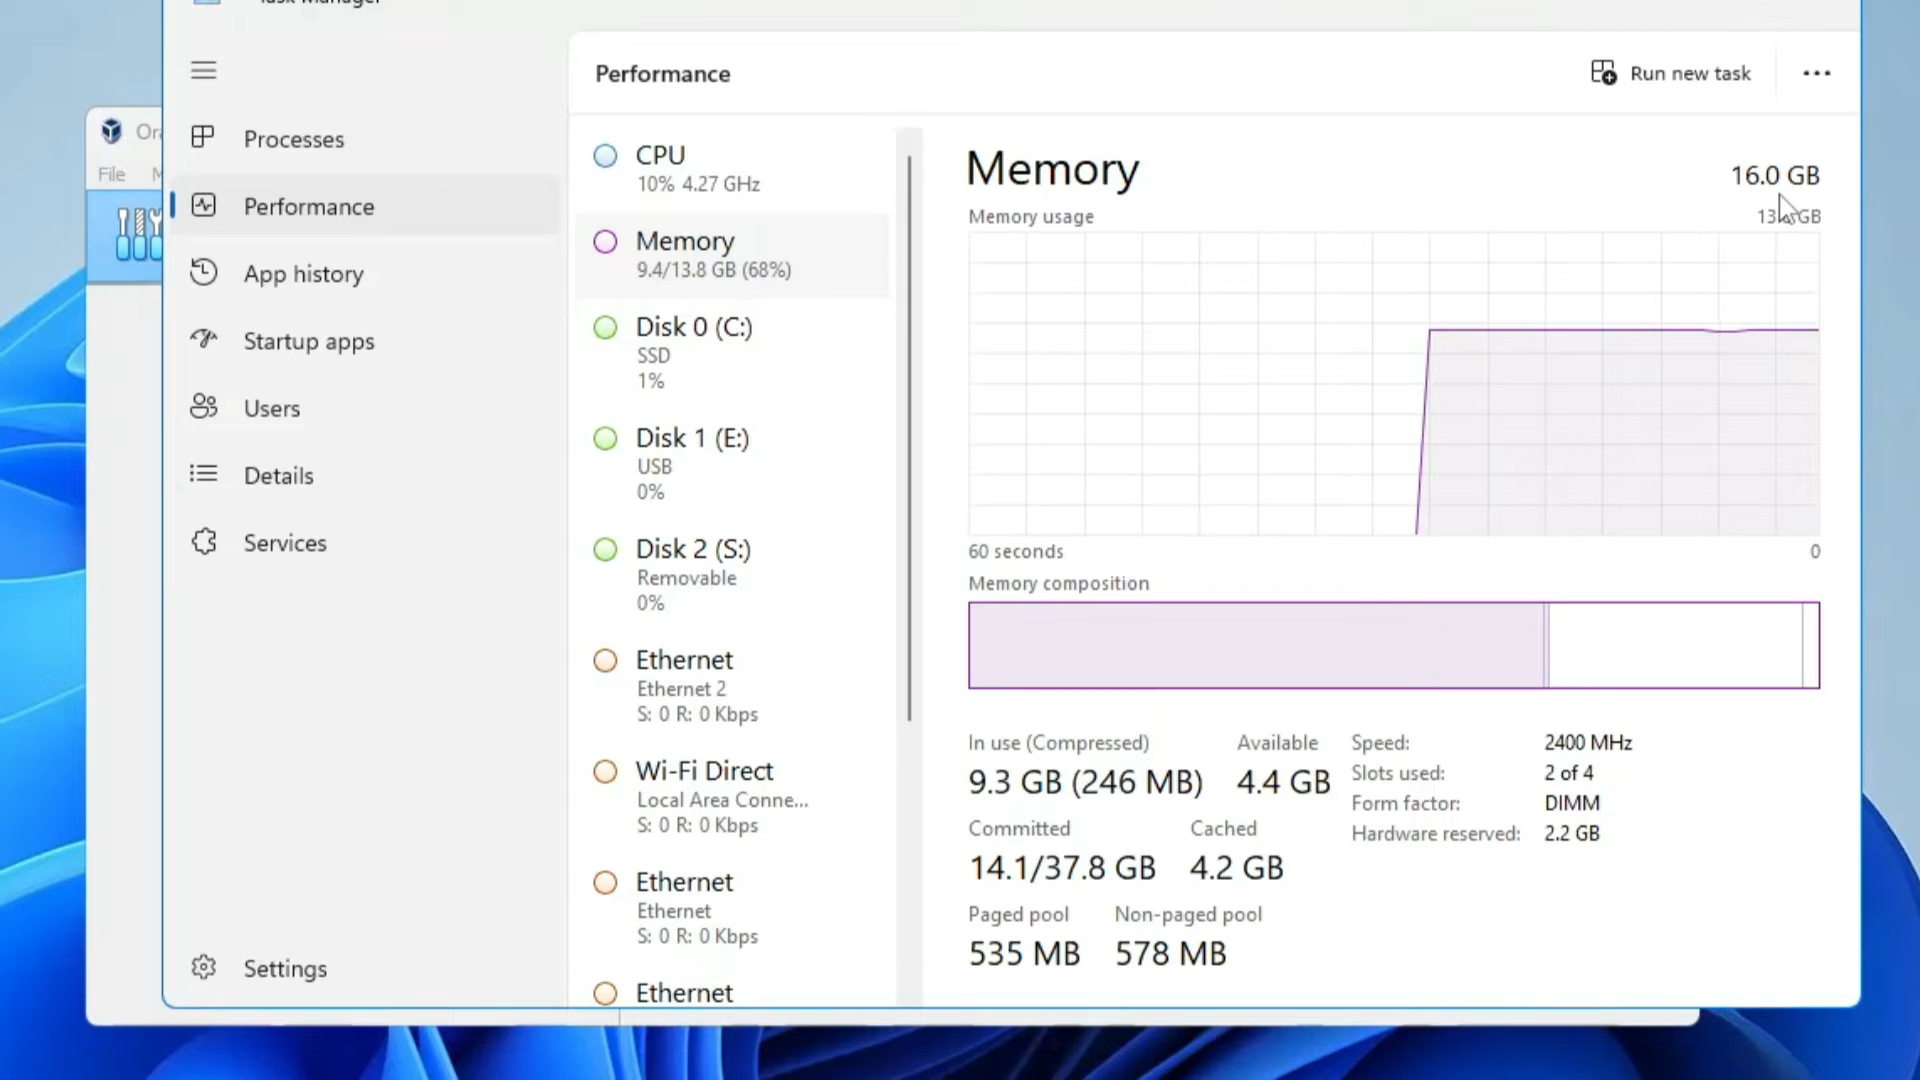 Task Manager
Performance
Run new task
Ora
File M
Processes
Performance
App history
Startup apps
Users
Details
Services
Settings
CPU
10% 4.27 GHz
Memory
9.4/13.8 GB (68%)
Disk 0 (C:)
SSD
1%
Disk 1 (E:)
USB
0%
Disk 2 (S:)
Removable
0%
Ethernet
Ethernet 2
S: 0 R: 0 Kbps
Wi-Fi Direct
Local Area Conne...
S: 0 R: 0 Kbps
Ethernet
Ethernet
S: 0 R: 0 Kbps
Ethernet
Memory
16.0 GB
Memory usage
GB
60 seconds
0
Memory composition
In use (Compressed)
9.3 GB (246 MB)
Available
4.4 GB
Committed
14.1/37.8 GB
Cached
4.2 GB
Paged pool
535 MB
Non-paged pool
578 MB
Speed: 2400 MHz
Slots used: 2 of 4
Form factor: DIMM
Hardware reserved: 2.2 GB